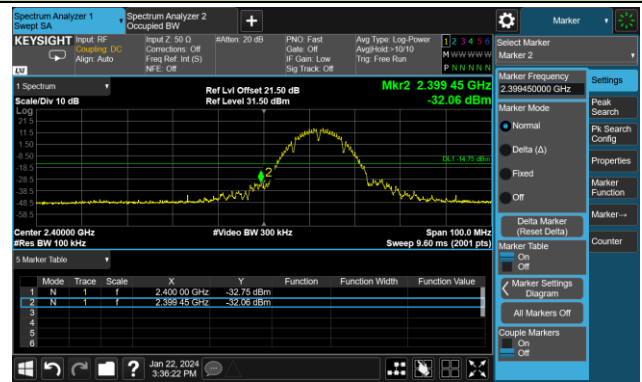 Spectrum Analyzer 1
Swept SA
Spectrum Analyzer 2
Occupied BW
Marker
KEYSIGHT
Input: RF
Coupling: DC
Align: Auto
Input Z: 50 Ω
Corrections: Off
Freq Ref: Int (S)
NFE: Off
#Atten: 20 dB
PNO: Fast
Gate: Off
IF Gain: Low
Sig Track: Off
Avg Type: Log-Power
Avg|Hold:>10/10
Trig: Free Run
1 2 3 4 5 6
M W W W W W
P N N N N N
LXI
Select Marker
Marker 2
1 Spectrum
Scale/Div 10 dB
Log
Ref Lvl Offset 21.50 dB
Ref Level 31.50 dBm
Mkr2 2.399 45 GHz
-32.06 dBm
21.5
11.5
1.50
-8.50
-18.5
-28.5
-38.5
-48.5
-58.5
DL1 -14.75 dBm
2
Center 2.40000 GHz
#Res BW 100 kHz
#Video BW 300 kHz
Span 100.0 MHz
Sweep 9.60 ms (2001 pts)
5 Marker Table
Mode Trace Scale X Y Function Function Width Function Value
1 N 1 f 2.400 00 GHz -32.75 dBm
2 N 1 f 2.399 45 GHz -32.06 dBm
3
4
5
6
Marker Frequency
2.399450000 GHz
Marker Mode
Normal
Delta (Δ)
Fixed
Off
Delta Marker
(Reset Delta)
Marker Table
On
Off
Marker Settings
Diagram
All Markers Off
Couple Markers
On
Off
Settings
Peak
Search
Pk Search
Config
Properties
Marker
Function
Marker→
Counter
?
Jan 22, 2024
3:36:22 PM